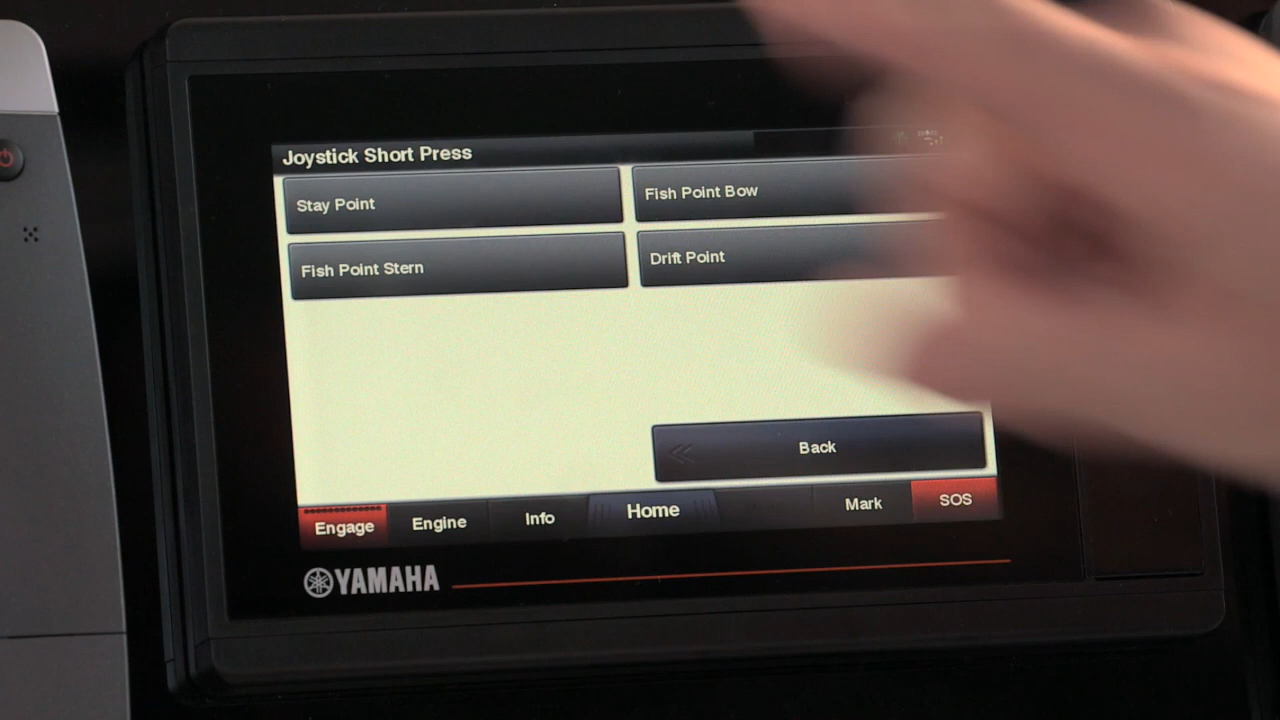 Joystick Short Press
Stay Point
Fish Point Bow
Fish Point Stern
Drift Point
Back
Engage
Engine
Info
Home
Mark
SOS
YAMAHA